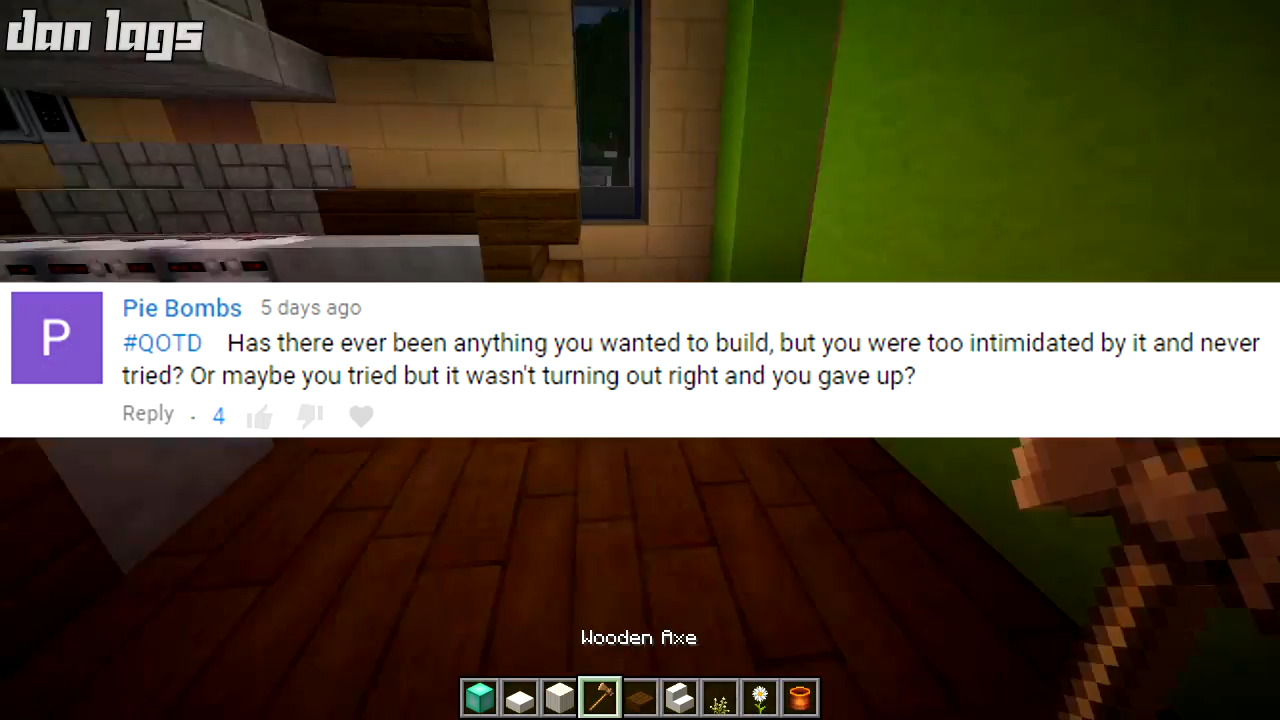 dan lags
P
Pie Bombs 5 days ago
#QOTD Has there ever been anything you wanted to build, but you were too intimidated by it and never
tried? Or maybe you tried but it wasn't turning out right and you gave up?
Reply . 4
Wooden Axe